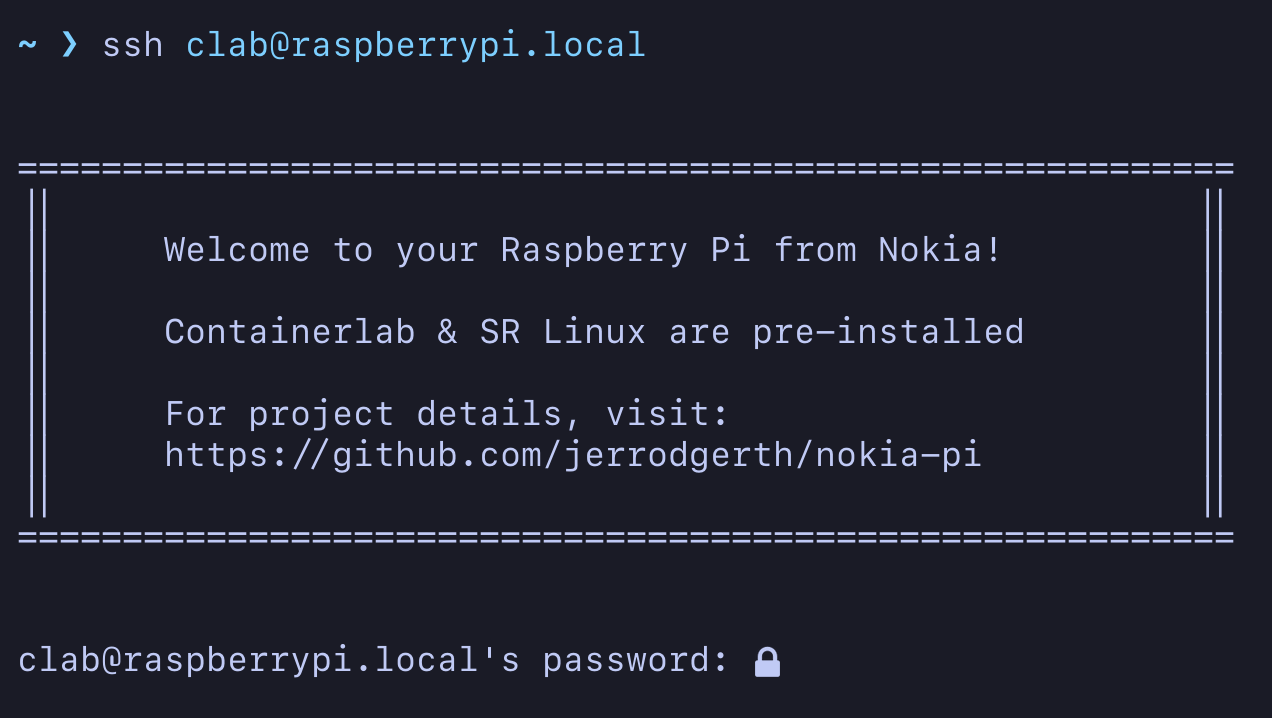 ~ ❯ ssh clab@raspberrypi.local
==========================================================
||                                                      ||
||     Welcome to your Raspberry Pi from Nokia!         ||
||                                                      ||
||     Containerlab & SR Linux are pre-installed        ||
||                                                      ||
||     For project details, visit:                      ||
||     https://github.com/jerrodgerth/nokia-pi          ||
||                                                      ||
==========================================================
clab@raspberrypi.local's password: